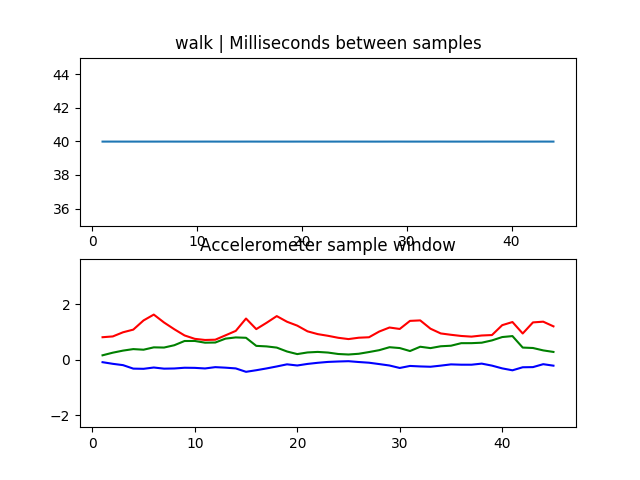 walk | Milliseconds between samples
44
42
40
38
36
0 10 20 30 40
Accelerometer sample window
2
0
−2
0 10 20 30 40